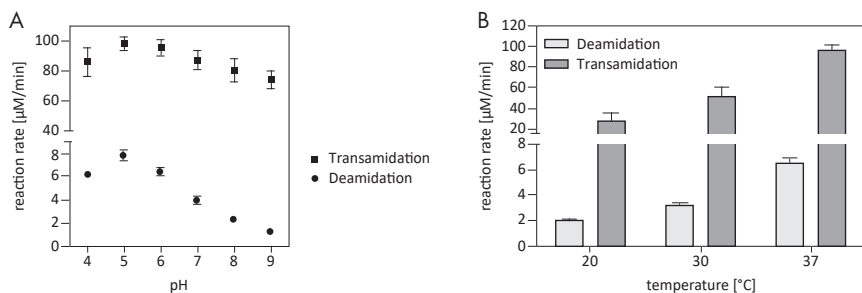 A
reaction rate [µM/min]
100
80
60
40
8
6
4
2
0
4 5 6 7 8 9
pH
Transamidation
Deamidation
B
reaction rate [µM/min]
120
100
80
60
40
20
8
6
4
2
0
Deamidation
Transamidation
20 30 37
temperature [°C]